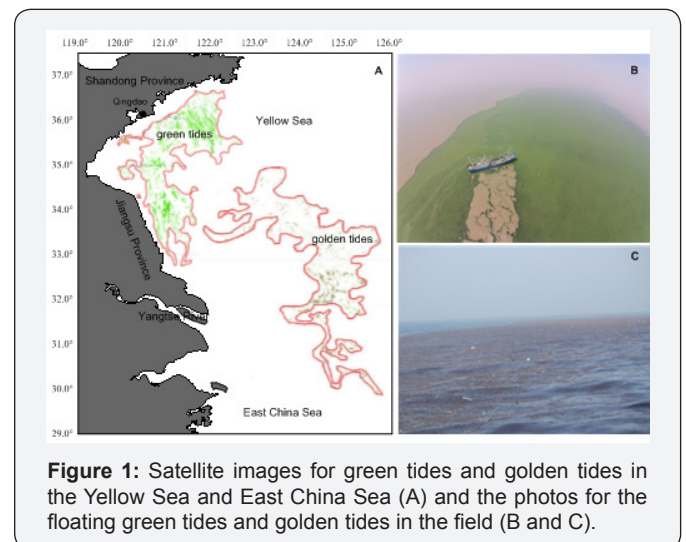 119.0° 120.0° 121.0° 122.0° 124.0° 125.0° 126.0°
A
B
37.0°
Shandong Province
Qingdao
Yellow Sea
36.0°
green tides
35.0°
34.0°
Jiangsu Province
golden tides
33.0°
C
32.0°
Yangtse River
31.0°
30.0°
East China Sea
29.0°
Figure 1: Satellite images for green tides and golden tides in
the Yellow Sea and East China Sea (A) and the photos for the
floating green tides and golden tides in the field (B and C).